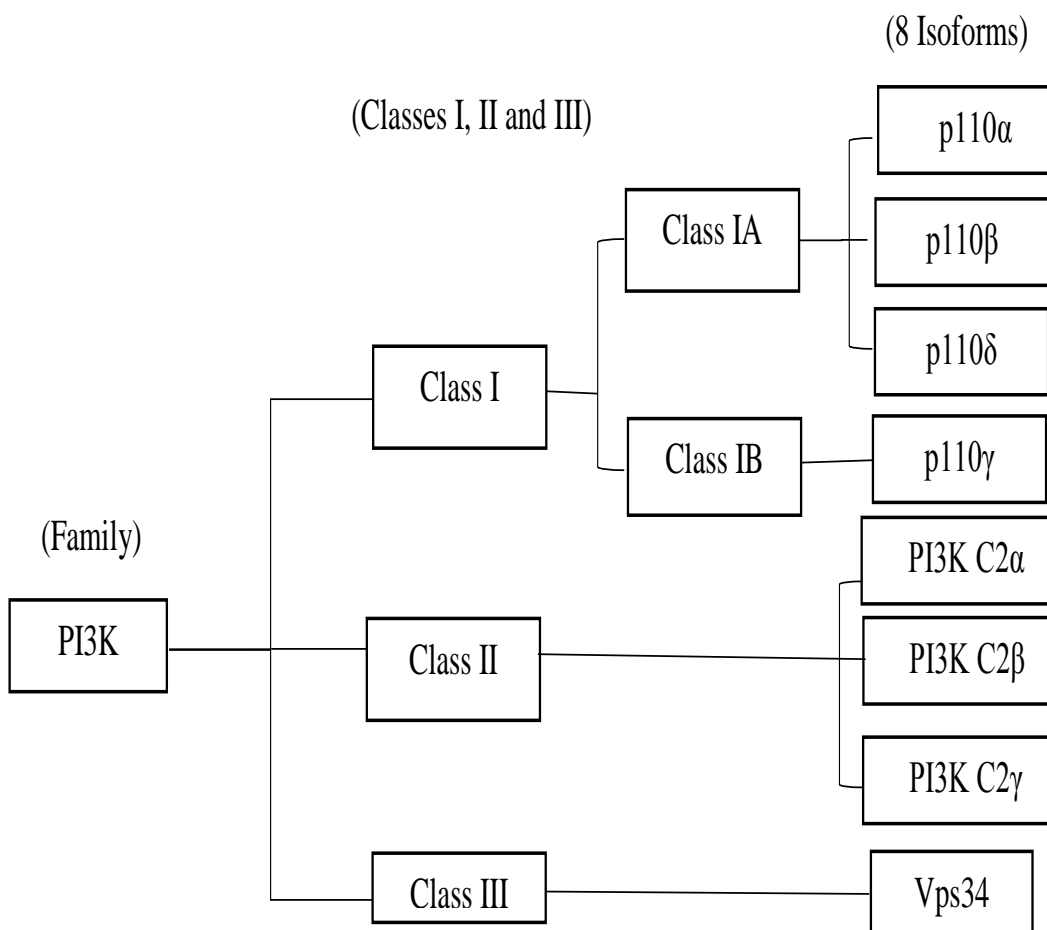 (8 Isoforms)
(Classes I, II and III)
p110α
Class IA
p110β
p110δ
Class I
Class IB
p110γ
(Family)
PI3K C2α
PI3K
Class II
PI3K C2β
PI3K C2γ
Class III
Vps34